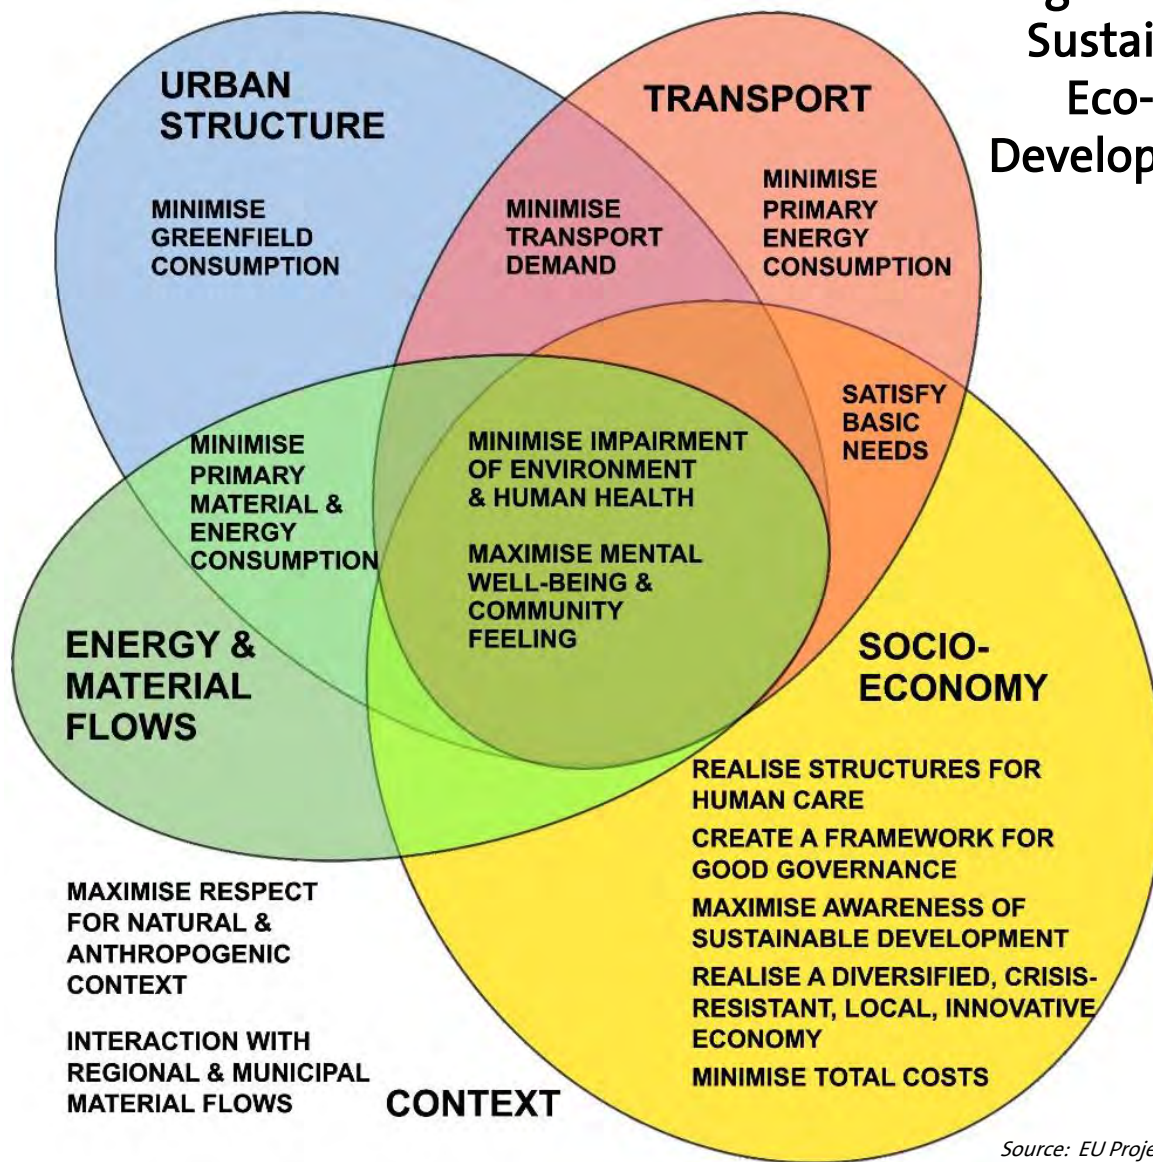 Sustai
Eco-
Develop
URBAN
STRUCTURE
TRANSPORT
MINIMISE
GREENFIELD
CONSUMPTION
MINIMISE
TRANSPORT
DEMAND
MINIMISE
PRIMARY
ENERGY
CONSUMPTION
SATISFY
BASIC
NEEDS
MINIMISE
PRIMARY
MATERIAL &
ENERGY
CONSUMPTION
MINIMISE IMPAIRMENT
OF ENVIRONMENT
& HUMAN HEALTH
MAXIMISE MENTAL
WELL-BEING &
COMMUNITY
FEELING
ENERGY &
MATERIAL
FLOWS
SOCIO-
ECONOMY
REALISE STRUCTURES FOR
HUMAN CARE
CREATE A FRAMEWORK FOR
GOOD GOVERNANCE
MAXIMISE AWARENESS OF
SUSTAINABLE DEVELOPMENT
REALISE A DIVERSIFIED, CRISIS-
RESISTANT, LOCAL, INNOVATIVE
ECONOMY
MINIMISE TOTAL COSTS
MAXIMISE RESPECT
FOR NATURAL &
ANTHROPOGENIC
CONTEXT
INTERACTION WITH
REGIONAL & MUNICIPAL
MATERIAL FLOWS
CONTEXT
Source: EU Proje